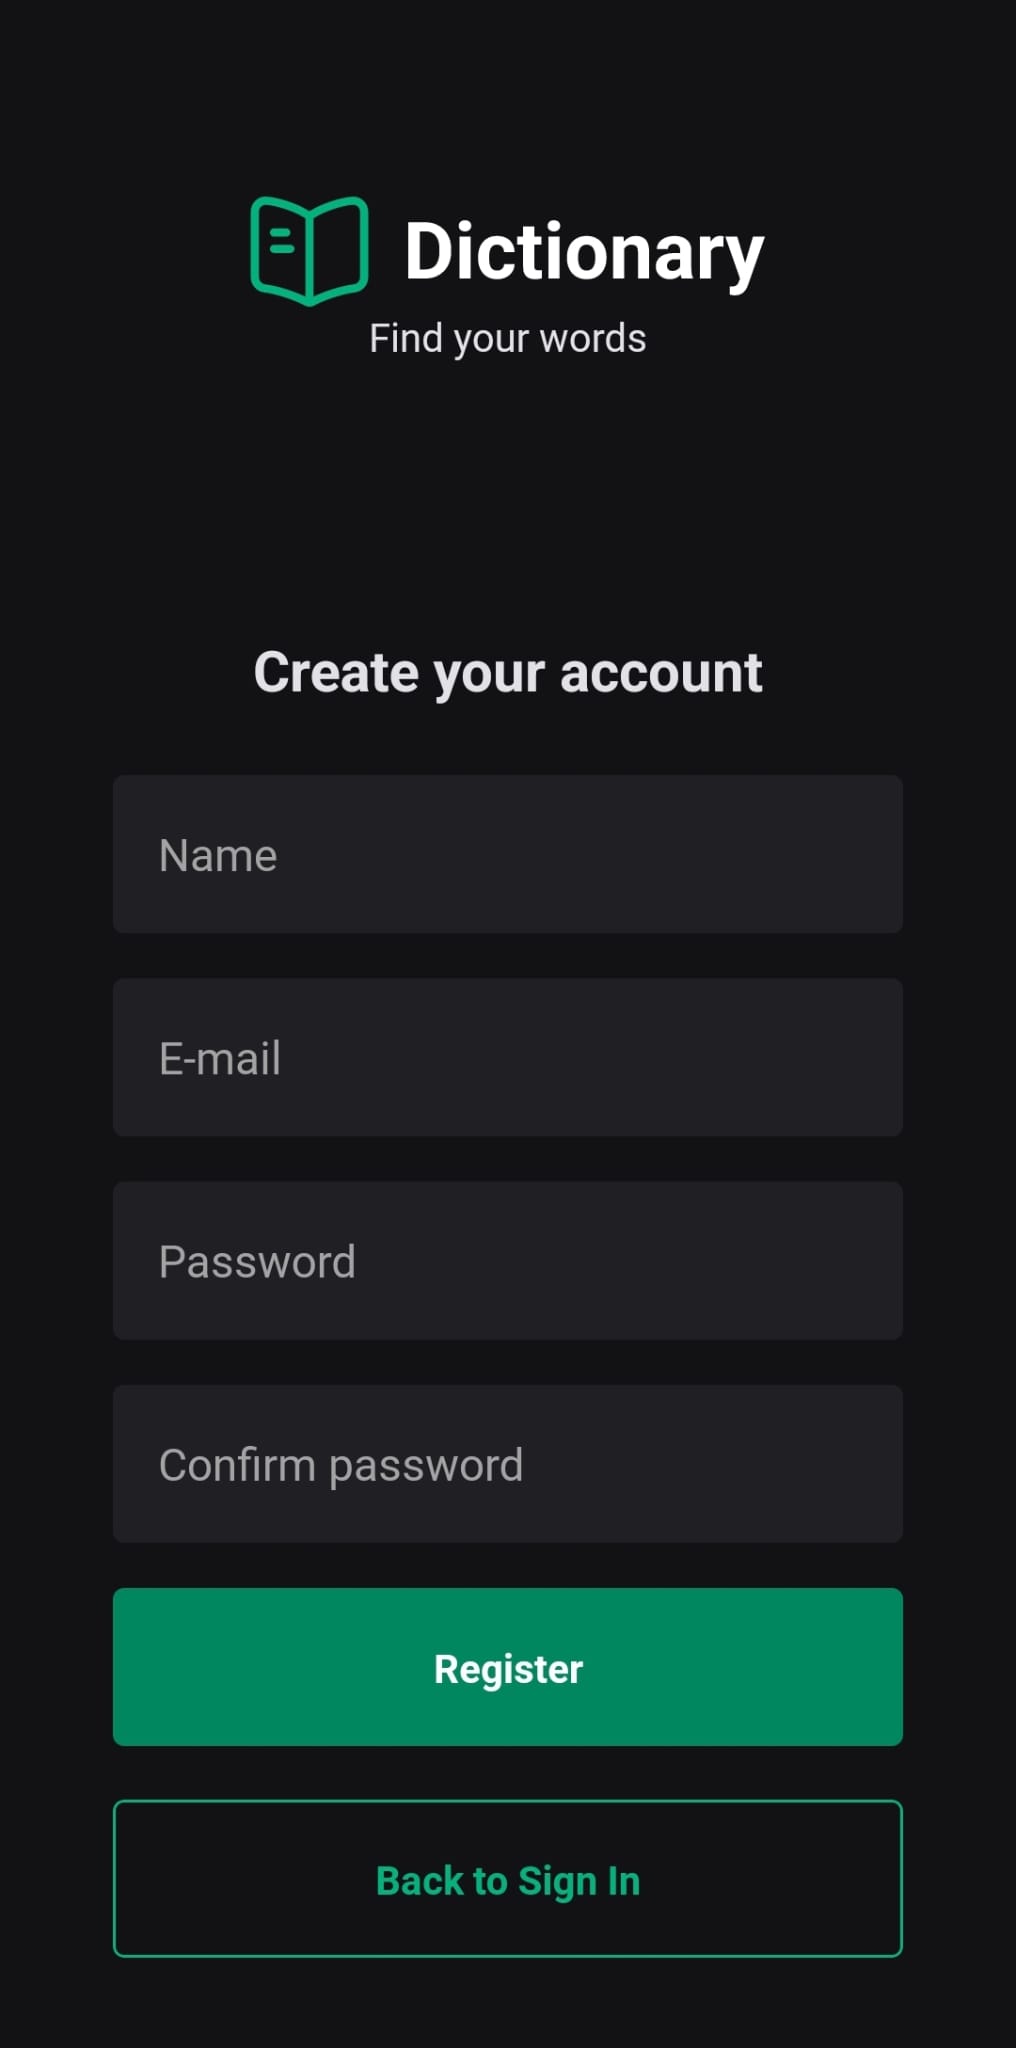 Dictionary
Find your words
Create your account
Name
E-mail
Password
Confirm password
Register
Back to Sign In